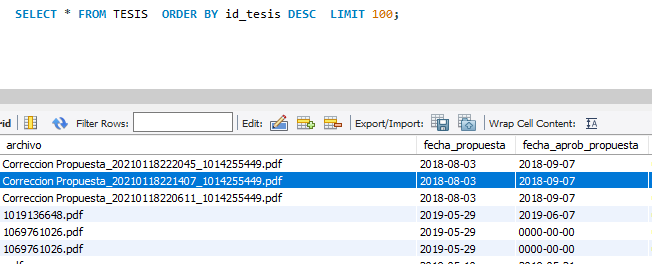 SELECT * FROM TESIS  ORDER BY id_tesis DESC  LIMIT 100;
rid Filter Rows: Edit: Export/Import: Wrap Cell Content: IA
archivo fecha_propuesta fecha_aprob_propuesta
Correccion Propuesta_20210118222045_1014255449.pdf 2018-08-03 2018-09-07
Correccion Propuesta_20210118221407_1014255449.pdf 2018-08-03 2018-09-07
Correccion Propuesta_20210118220611_1014255449.pdf 2018-08-03 2018-09-07
1019136648.pdf 2019-05-29 2019-06-07
1069761026.pdf 2019-05-29 0000-00-00
1069761026.pdf 2019-05-29 0000-00-00